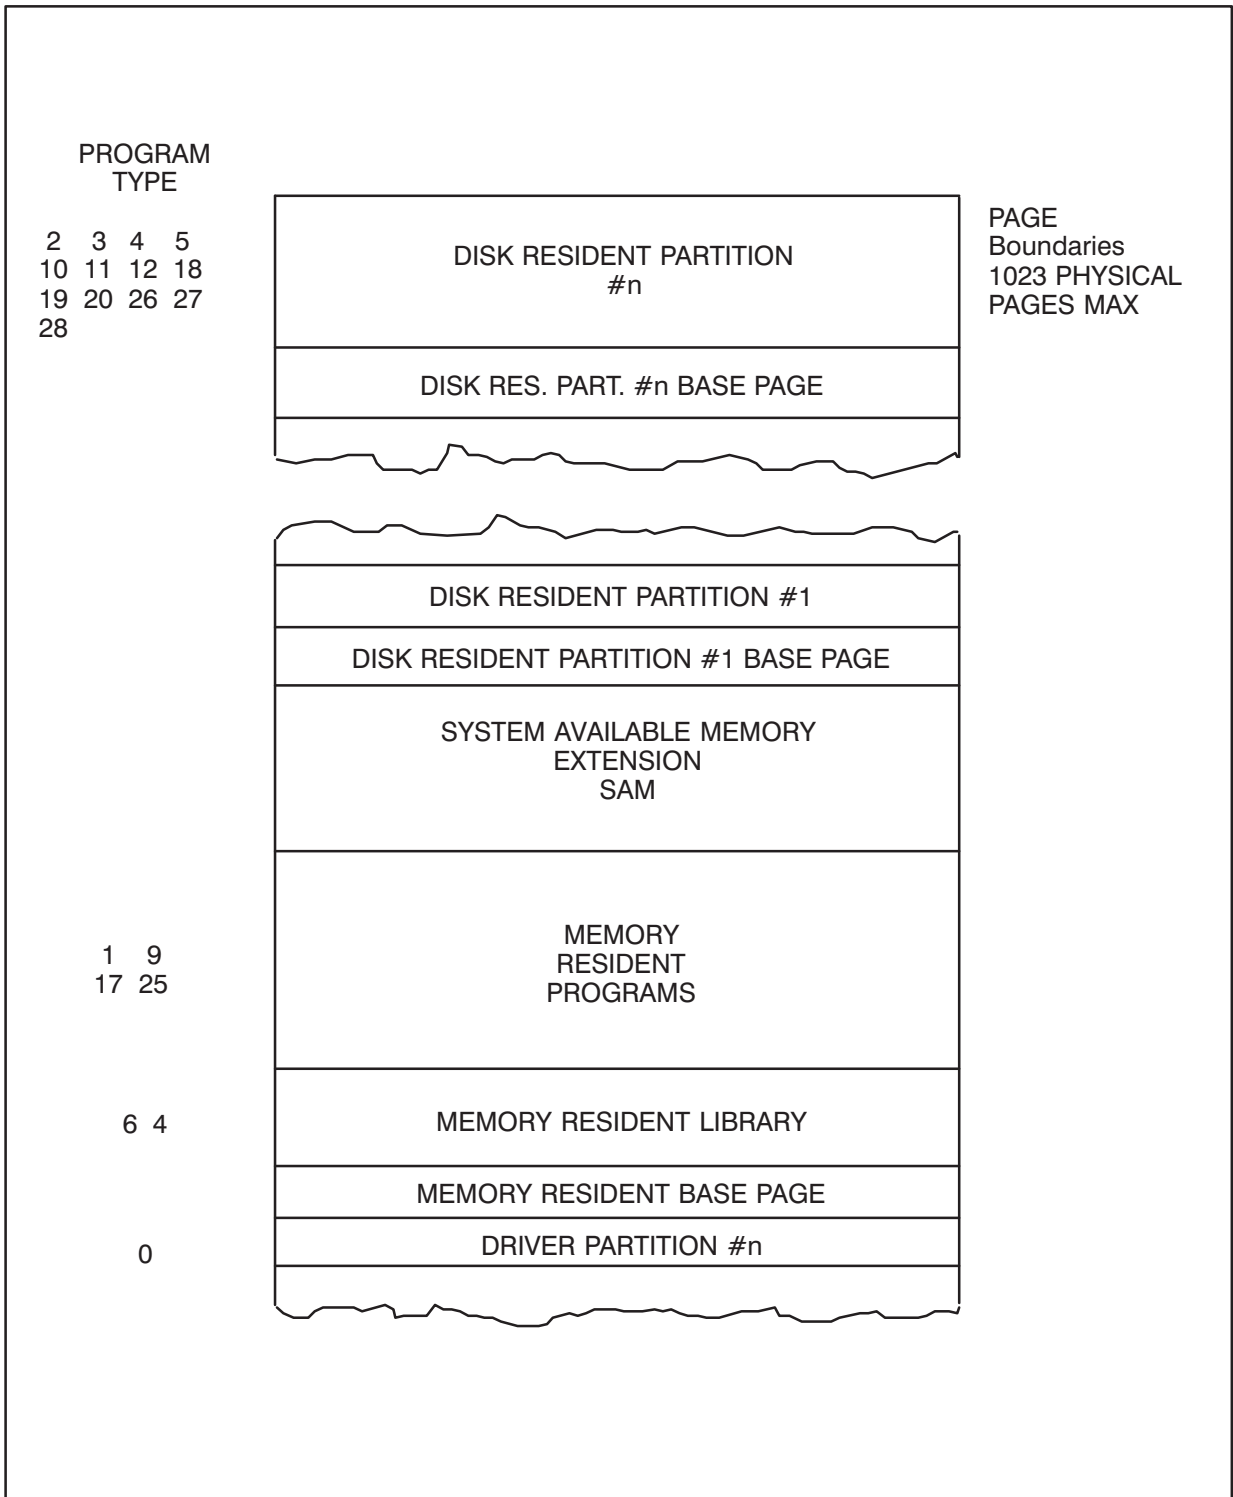 PROGRAM
TYPE
2 3 4 5
10 11 12 18
19 20 26 27
28
DISK RESIDENT PARTITION
#n
PAGE
Boundaries
1023 PHYSICAL
PAGES MAX
DISK RES. PART. #n BASE PAGE
DISK RESIDENT PARTITION #1
DISK RESIDENT PARTITION #1 BASE PAGE
SYSTEM AVAILABLE MEMORY
EXTENSION
SAM
1 9
17 25
MEMORY
RESIDENT
PROGRAMS
6 4
MEMORY RESIDENT LIBRARY
MEMORY RESIDENT BASE PAGE
0
DRIVER PARTITION #n